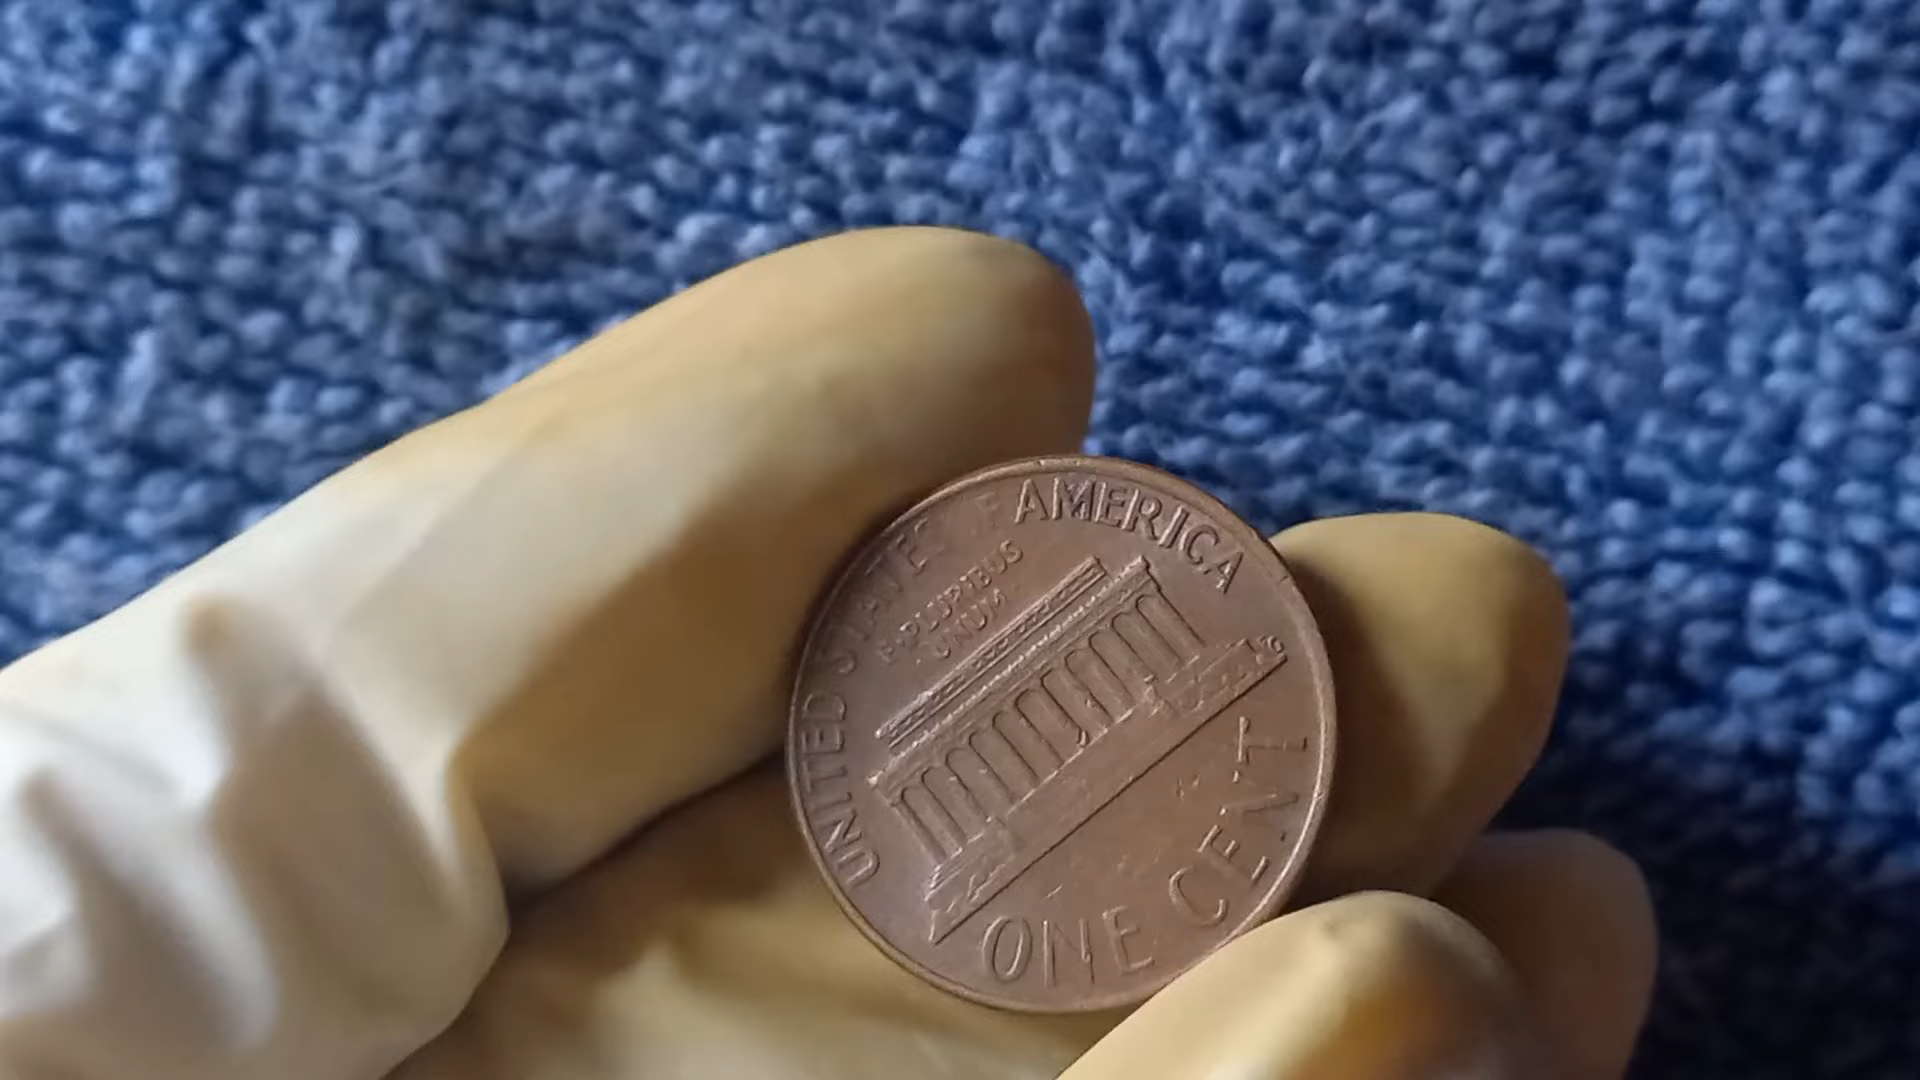 UNITED STATES OF AMERICA
E·PLURIBUS
·UNUM·
ONE CENT